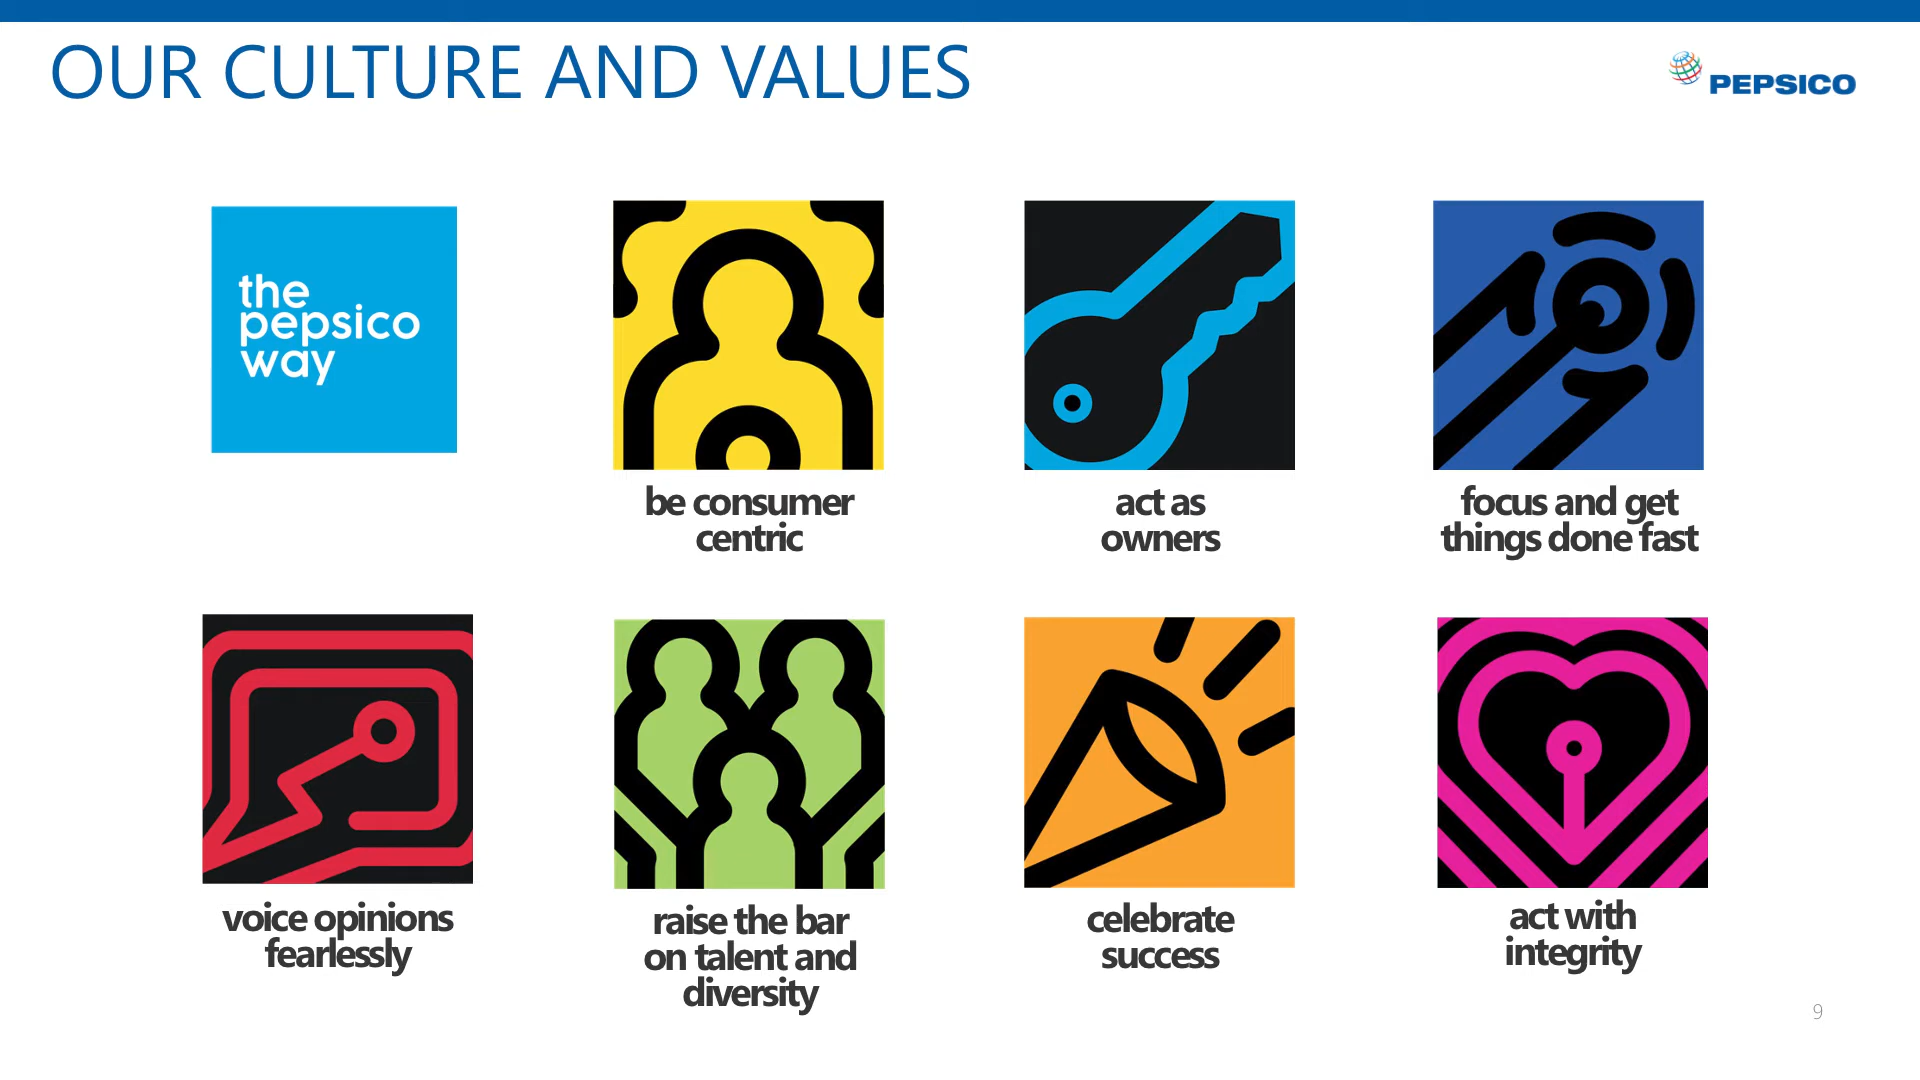 OUR CULTURE AND VALUES
PEPSICO
the
pepsico
way
be consumer
centric
act as
owners
focus and get
things done fast
voice opinions
fearlessly
raise the bar
on talent and
diversity
celebrate
success
act with
integrity
9